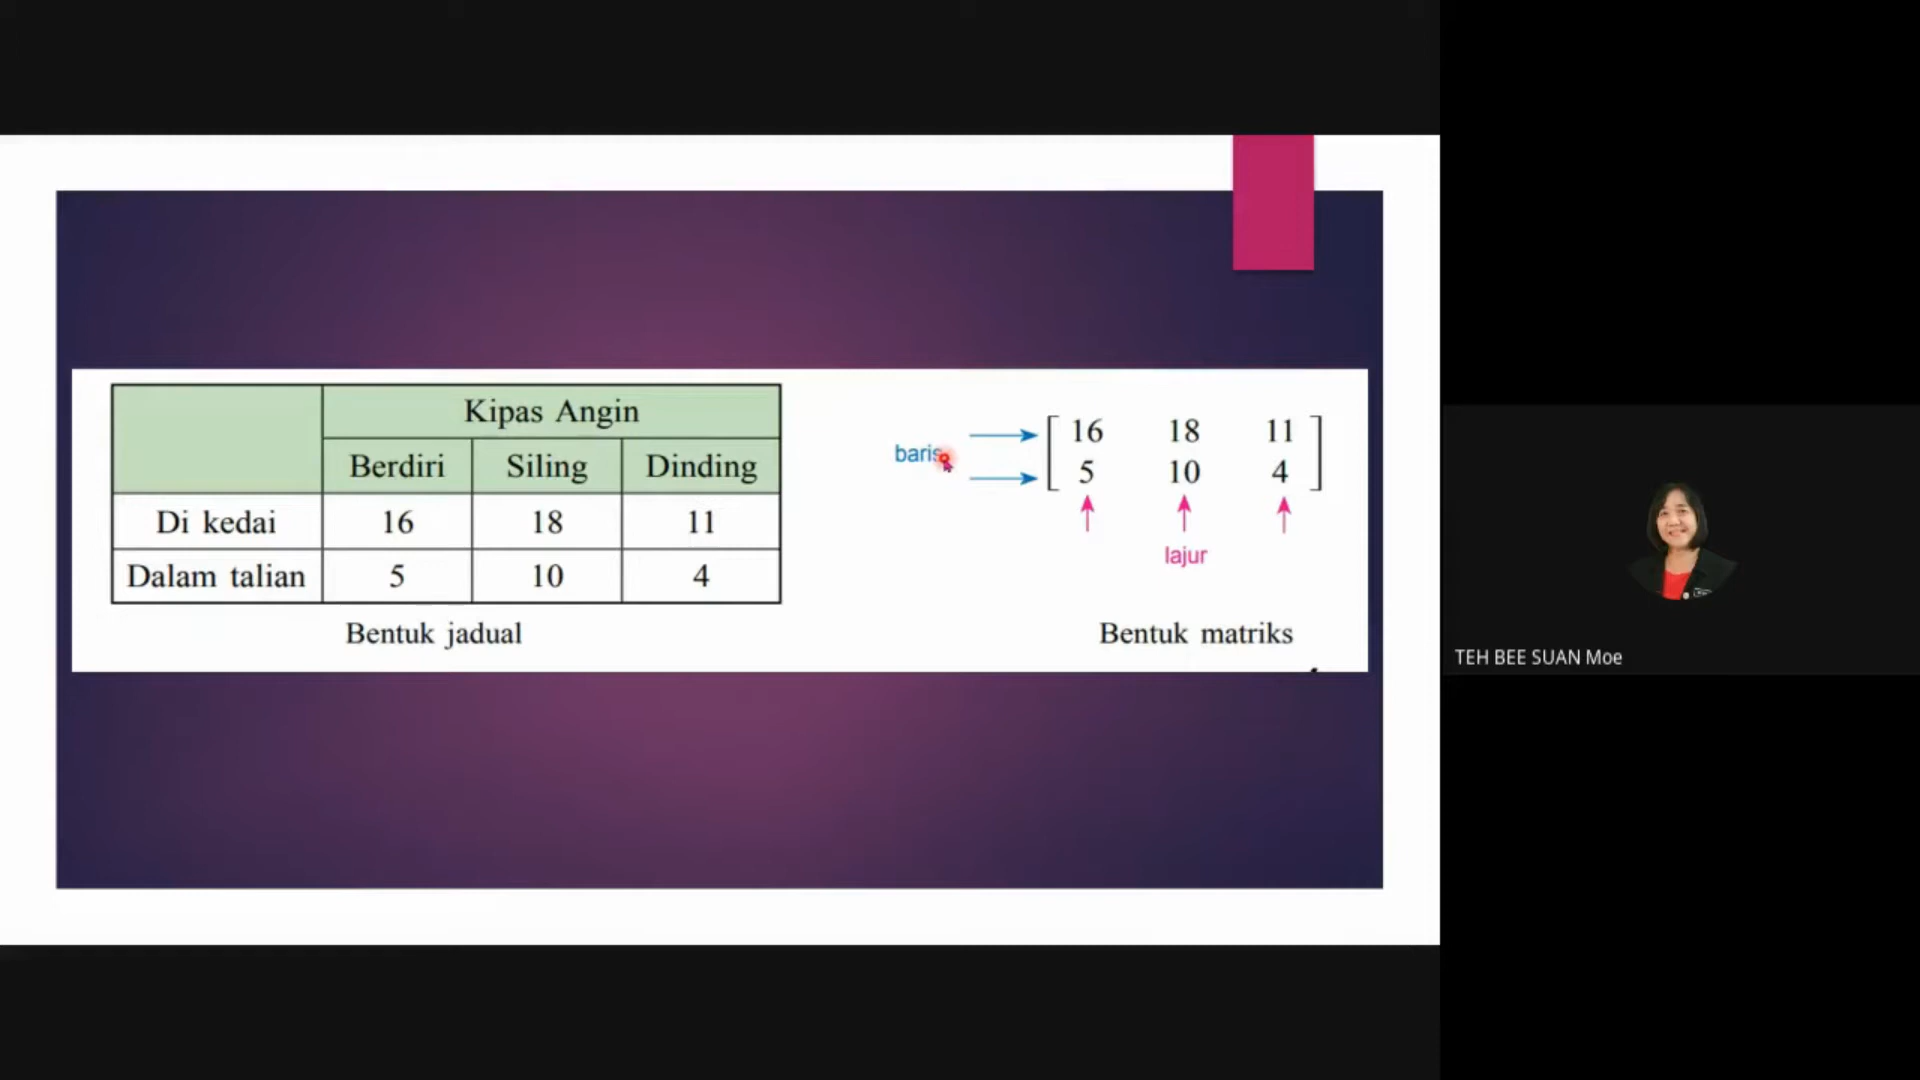 Kipas Angin
Berdiri Siling Dinding
Di kedai 16 18 11
Dalam talian 5 10 4
Bentuk jadual
baris
16 18 11
5 10 4
lajur
Bentuk matriks
TEH BEE SUAN Moe